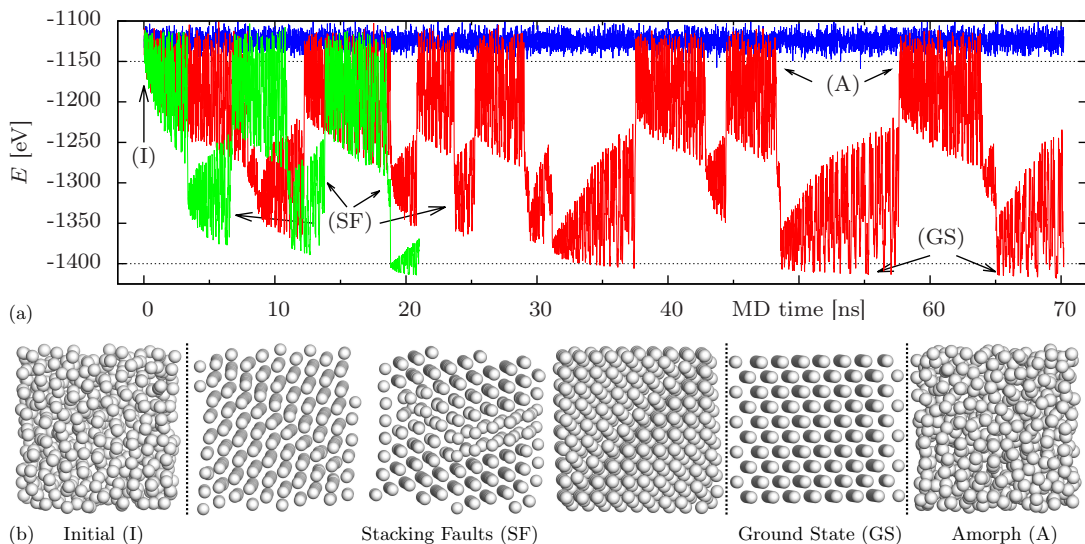 -1100
-1150
-1200
-1250
-1300
-1350
-1400
E [eV]
(I)
(SF)
(A)
(GS)
0
10
20
30
40
MD time [ns]
60
70
(a)
(b)
Initial (I)
Stacking Faults (SF)
Ground State (GS)
Amorph (A)